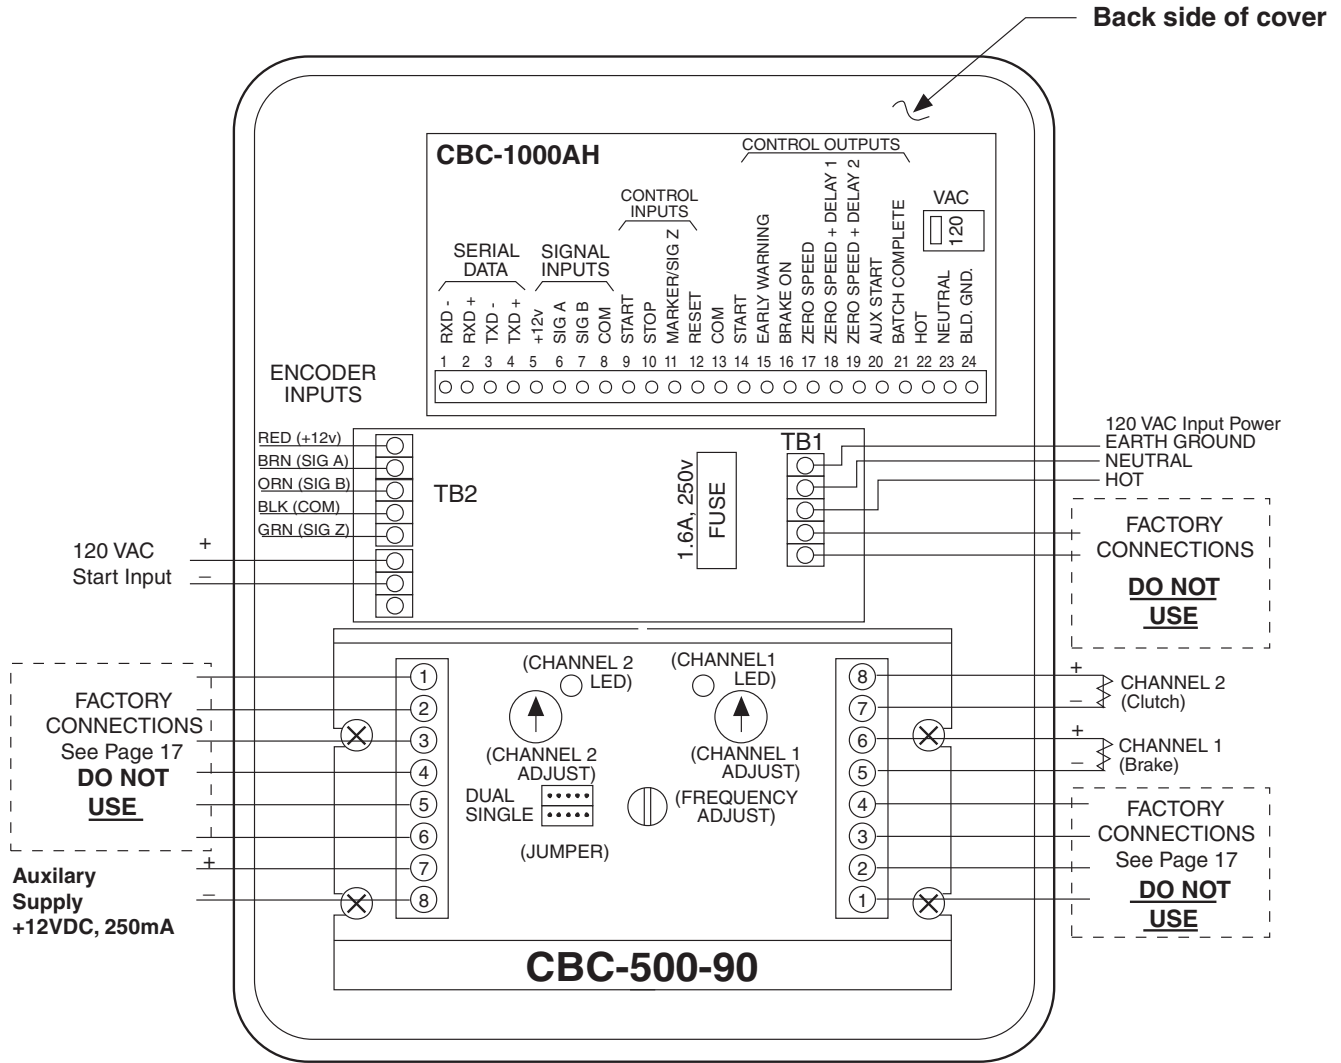 Back side of cover
CBC-1000AH
CONTROL OUTPUTS
CONTROL
INPUTS
SERIAL
DATA
SIGNAL
INPUTS
VAC
120
RXD -
RXD +
TXD -
TXD +
+12v
SIG A
SIG B
COM
START
STOP
MARKER/SIG Z
RESET
COM
START
EARLY WARNING
BRAKE ON
ZERO SPEED
ZERO SPEED + DELAY 1
ZERO SPEED + DELAY 2
AUX START
BATCH COMPLETE
HOT
NEUTRAL
BLD. GND.
1 2 3 4 5 6 7 8 9 10 11 12 13 14 15 16 17 18 19 20 21 22 23 24
ENCODER
INPUTS
RED (+12v)
BRN (SIG A)
ORN (SIG B)
BLK (COM)
GRN (SIG Z)
TB2
1.6A, 250v
FUSE
TB1
120 VAC Input Power
EARTH GROUND
NEUTRAL
HOT
FACTORY
CONNECTIONS
DO NOT
USE
120 VAC
Start Input
+
–
FACTORY
CONNECTIONS
See Page 17
DO NOT
USE
+
–
Auxilary
Supply
+12VDC, 250mA
1
2
3
4
5
6
7
8
(CHANNEL 2
LED)
(CHANNEL1
LED)
(CHANNEL 2
ADJUST)
(CHANNEL 1
ADJUST)
DUAL
SINGLE
(JUMPER)
(FREQUENCY
ADJUST)
8
7
6
5
4
3
2
1
+
–
CHANNEL 2
(Clutch)
+
–
CHANNEL 1
(Brake)
FACTORY
CONNECTIONS
See Page 17
DO NOT
USE
CBC-500-90